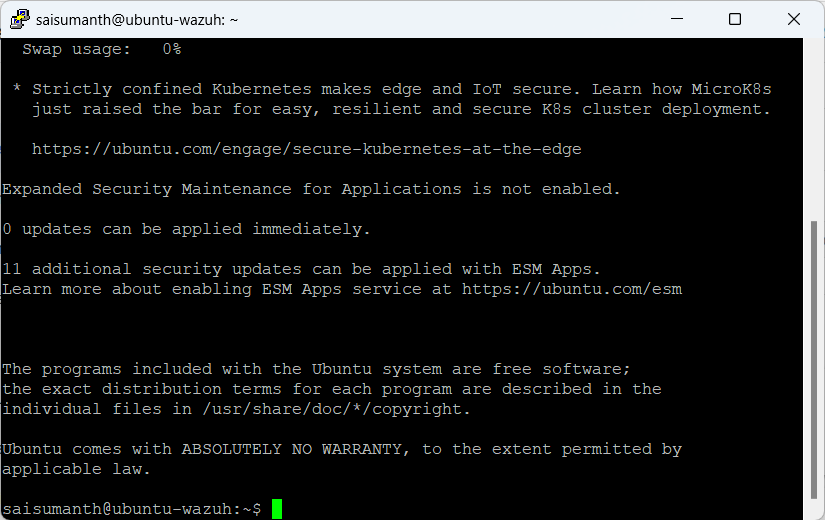 saisumanth@ubuntu-wazuh: ~
Swap usage:   0%
* Strictly confined Kubernetes makes edge and IoT secure. Learn how MicroK8s
just raised the bar for easy, resilient and secure K8s cluster deployment.
https://ubuntu.com/engage/secure-kubernetes-at-the-edge
Expanded Security Maintenance for Applications is not enabled.
0 updates can be applied immediately.
11 additional security updates can be applied with ESM Apps.
Learn more about enabling ESM Apps service at https://ubuntu.com/esm
The programs included with the Ubuntu system are free software;
the exact distribution terms for each program are described in the
individual files in /usr/share/doc/*/copyright.
Ubuntu comes with ABSOLUTELY NO WARRANTY, to the extent permitted by
applicable law.
saisumanth@ubuntu-wazuh:~$